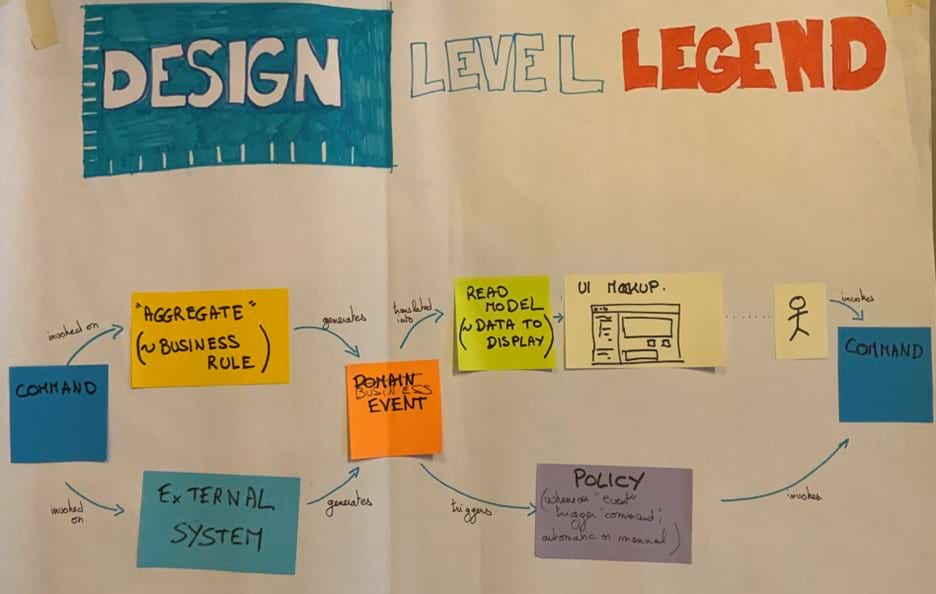 DESIGN LEVEL LEGEND
invoked on
"AGGREGATE"
(~ BUSINESS
RULE)
generates
translated
into
READ
MODEL
(~ DATA TO
DISPLAY)
UI MOCKUP.
invokes
COMMAND
COMMAND
DOMAIN
BUSINESS
EVENT
invoked
on
EXTERNAL
SYSTEM
generates
triggers
POLICY
(whenever "event"
trigger "command";
automatic or manual)
invokes